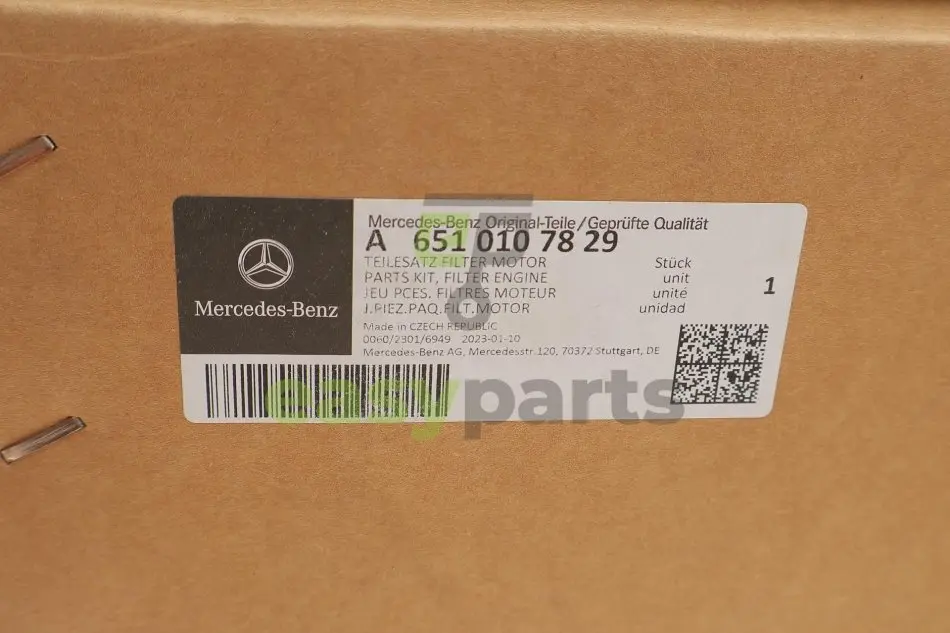 Mercedes-Benz Original-Teile/Geprüfte Qualität
A 651 010 78 29
TEILESATZ FILTER MOTOR Stück
PARTS KIT, FILTER ENGINE unit
JEU PCES. FILTRES MOTEUR unité
J.PIEZ.PAQ.FILT.MOTOR unidad
1
Made in CZECH REPUBLIC
0060/2301/6949 2023-01-10
Mercedes-Benz AG, Mercedesstr.120, 70372 Stuttgart, DE
Mercedes-Benz
easyparts